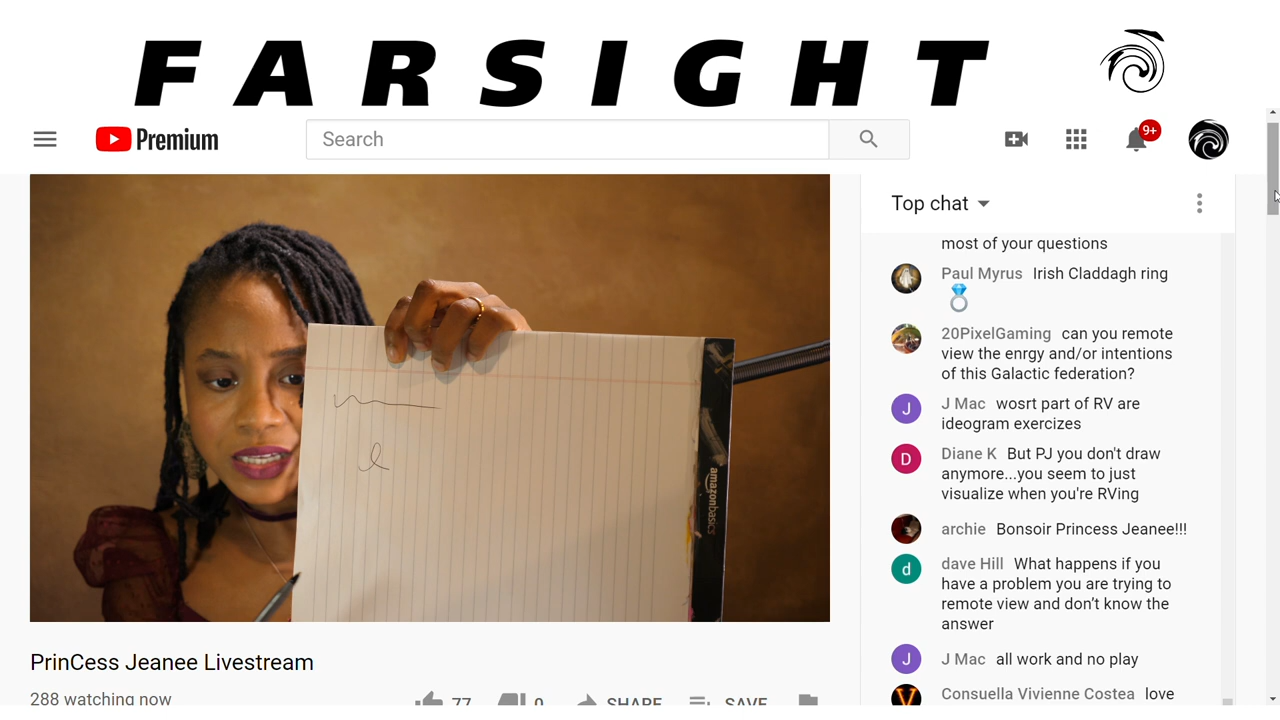 FARSIGHT
Premium
Search
9+
Top chat
most of your questions
Paul Myrus Irish Claddagh ring
20PixelGaming can you remote
view the enrgy and/or intentions
of this Galactic federation?
J J Mac wosrt part of RV are
ideogram exercizes
D Diane K But PJ you don't draw
anymore...you seem to just
visualize when you're RVing
archie Bonsoir Princess Jeanee!!!
d dave Hill What happens if you
have a problem you are trying to
remote view and don't know the
answer
J J Mac all work and no play
V Consuella Vivienne Costea love
amazonbasics
PrinCess Jeanee Livestream
288 watching now
77 0 SHARE SAVE